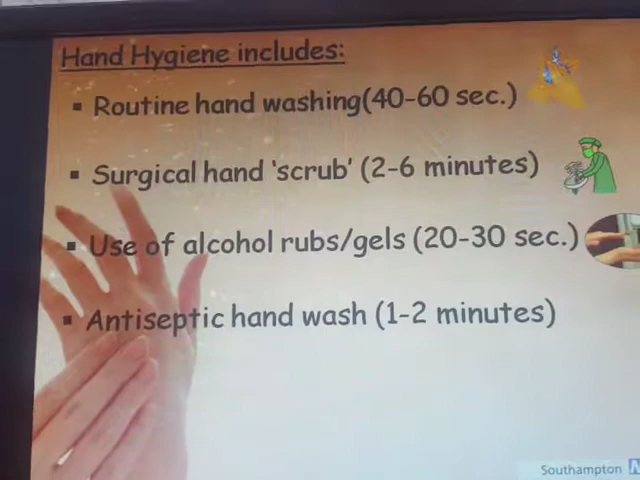 Hand Hygiene includes:
▪ Routine hand washing(40-60 sec.)
▪ Surgical hand 'scrub' (2-6 minutes)
▪ Use of alcohol rubs/gels (20-30 sec.)
▪ Antiseptic hand wash (1-2 minutes)
Southampton N